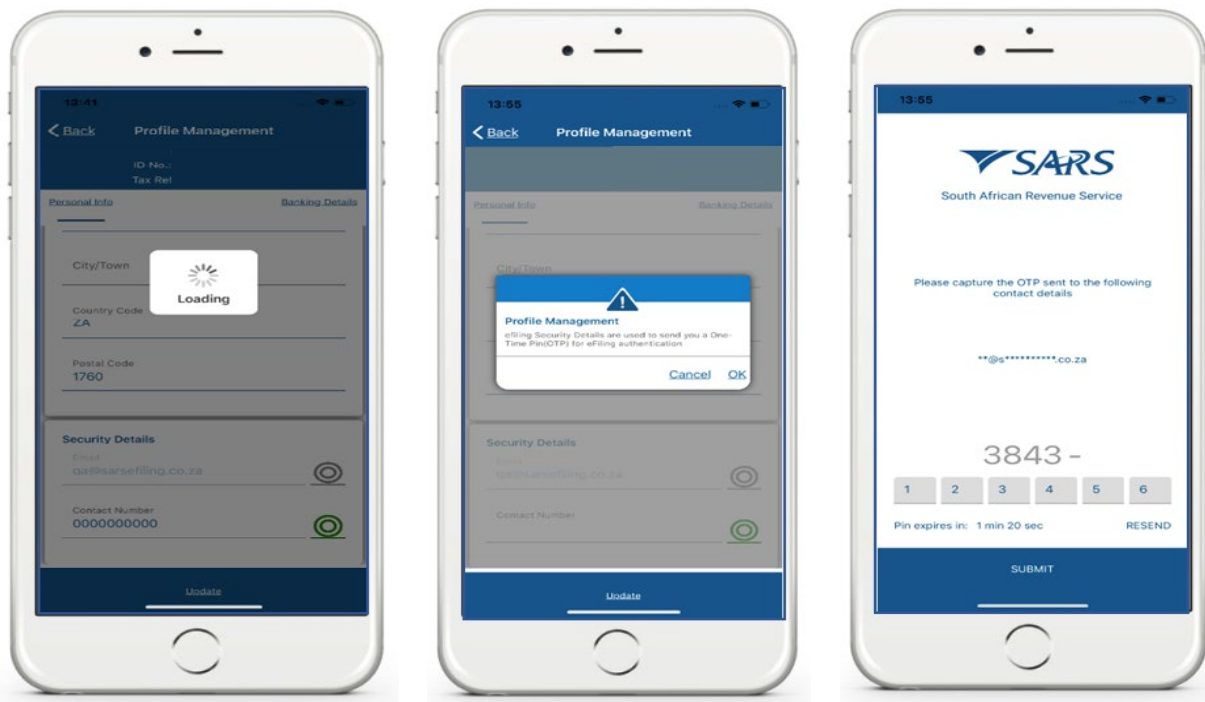 13:41
Back Profile Management
ID No.:
Tax Ref
Personal Info Banking Details
City/Town
Loading
Country Code
ZA
Postal Code
1760
Security Details
Email
qa@sarsefiling.co.za
Contact Number
0000000000
Update
13:55
Back Profile Management
Personal Info Banking Details
City/Town
Profile Management
efiling Security Details are used to send you a One-
Time Pin(OTP) for eFiling authentication
Cancel OK
Security Details
Email
qa@sarsefiling.co.za
Contact Number
Update
13:55
SARS
South African Revenue Service
Please capture the OTP sent to the following
contact details
**@s**********.co.za
3843-
1 2 3 4 5 6
Pin expires in: 1 min 20 sec RESEND
SUBMIT